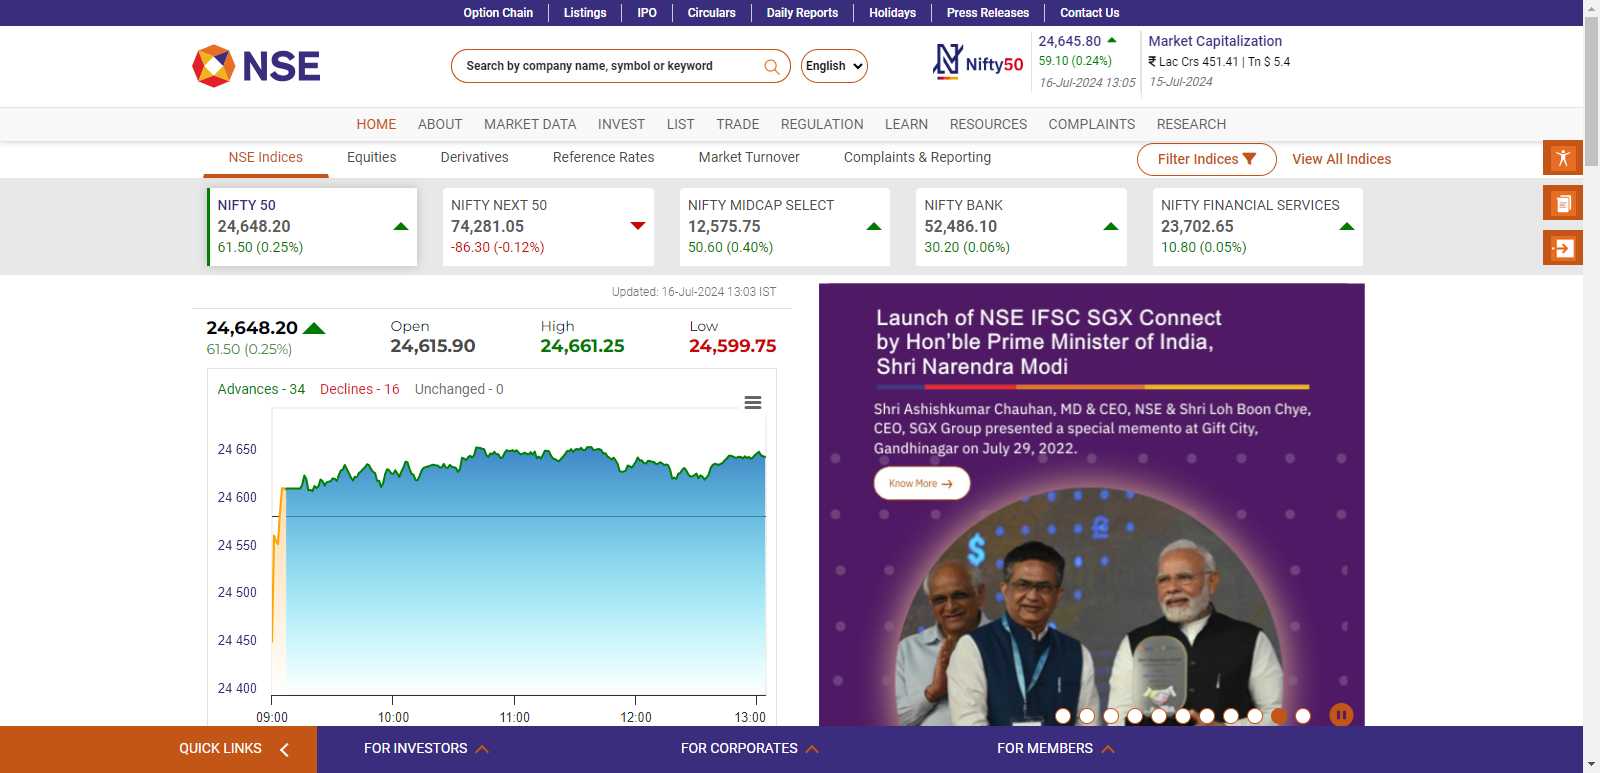 Option Chain
Listings
IPO
Circulars
Daily Reports
Holidays
Press Releases
Contact Us
NSE
Search by company name, symbol or keyword
English
Nifty50
24,645.80
59.10 (0.24%)
16-Jul-2024 13:05
Market Capitalization
₹ Lac Crs 451.41 | Tn $ 5.4
15-Jul-2024
HOME
ABOUT
MARKET DATA
INVEST
LIST
TRADE
REGULATION
LEARN
RESOURCES
COMPLAINTS
RESEARCH
NSE Indices
Equities
Derivatives
Reference Rates
Market Turnover
Complaints & Reporting
Filter Indices
View All Indices
NIFTY 50
24,648.20
61.50 (0.25%)
NIFTY NEXT 50
74,281.05
-86.30 (-0.12%)
NIFTY MIDCAP SELECT
12,575.75
50.60 (0.40%)
NIFTY BANK
52,486.10
30.20 (0.06%)
NIFTY FINANCIAL SERVICES
23,702.65
10.80 (0.05%)
Updated: 16-Jul-2024 13:03 IST
24,648.20
61.50 (0.25%)
Open
24,615.90
High
24,661.25
Low
24,599.75
Advances - 34
Declines - 16
Unchanged - 0
24 650
24 600
24 550
24 500
24 450
24 400
09:00
10:00
11:00
12:00
13:00
Launch of NSE IFSC SGX Connect
by Hon'ble Prime Minister of India,
Shri Narendra Modi
Shri Ashishkumar Chauhan, MD & CEO, NSE & Shri Loh Boon Chye,
CEO, SGX Group presented a special memento at Gift City,
Gandhinagar on July 29, 2022.
Know More →
QUICK LINKS
FOR INVESTORS
FOR CORPORATES
FOR MEMBERS